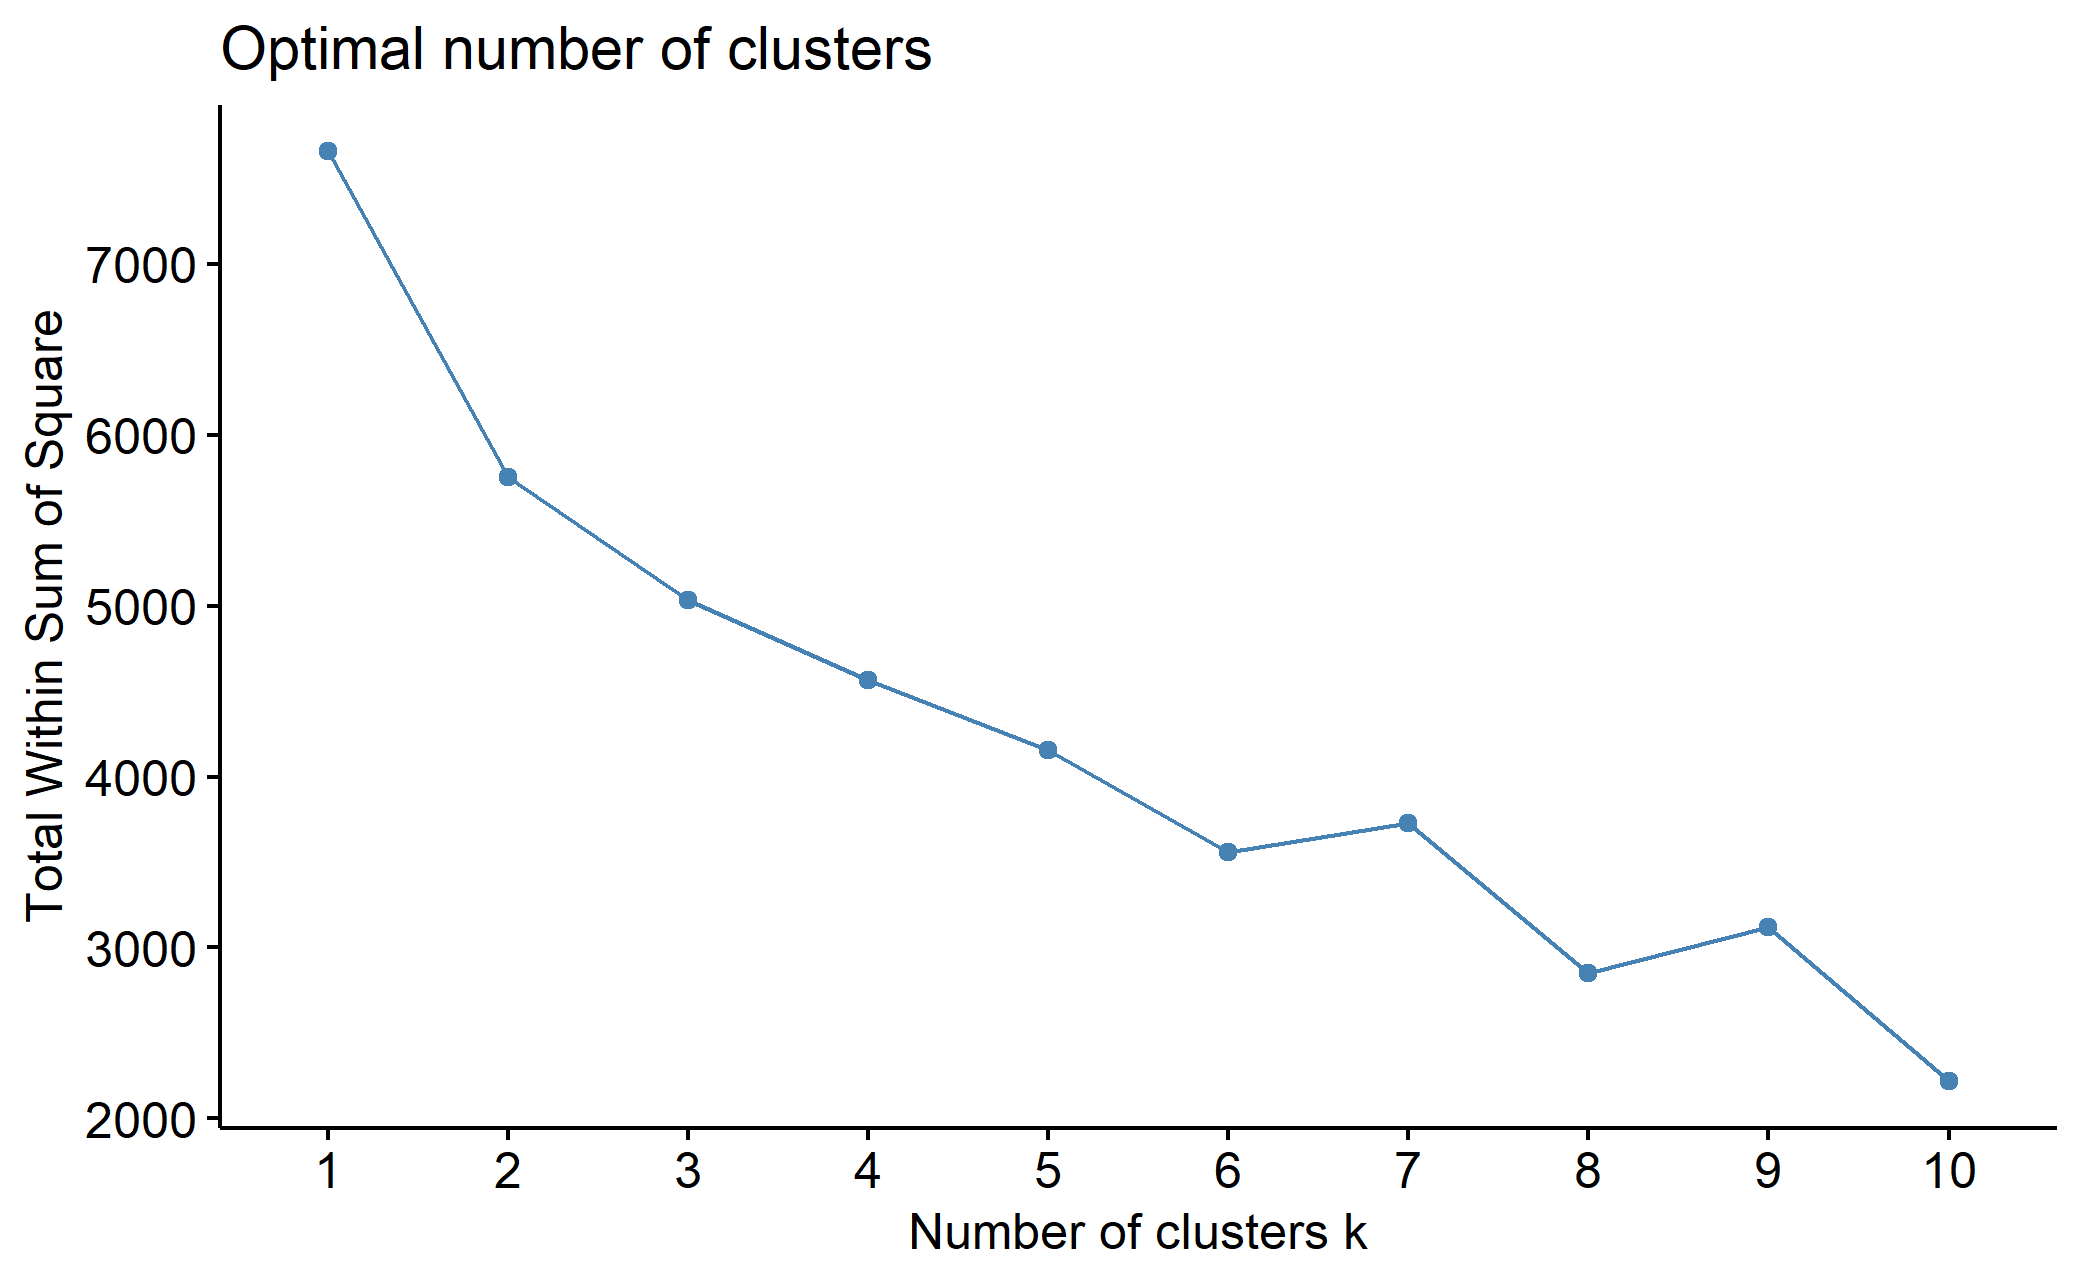 Optimal number of clusters
Total Within Sum of Square
7000
6000
5000
4000
3000
2000
1 2 3 4 5 6 7 8 9 10
Number of clusters k